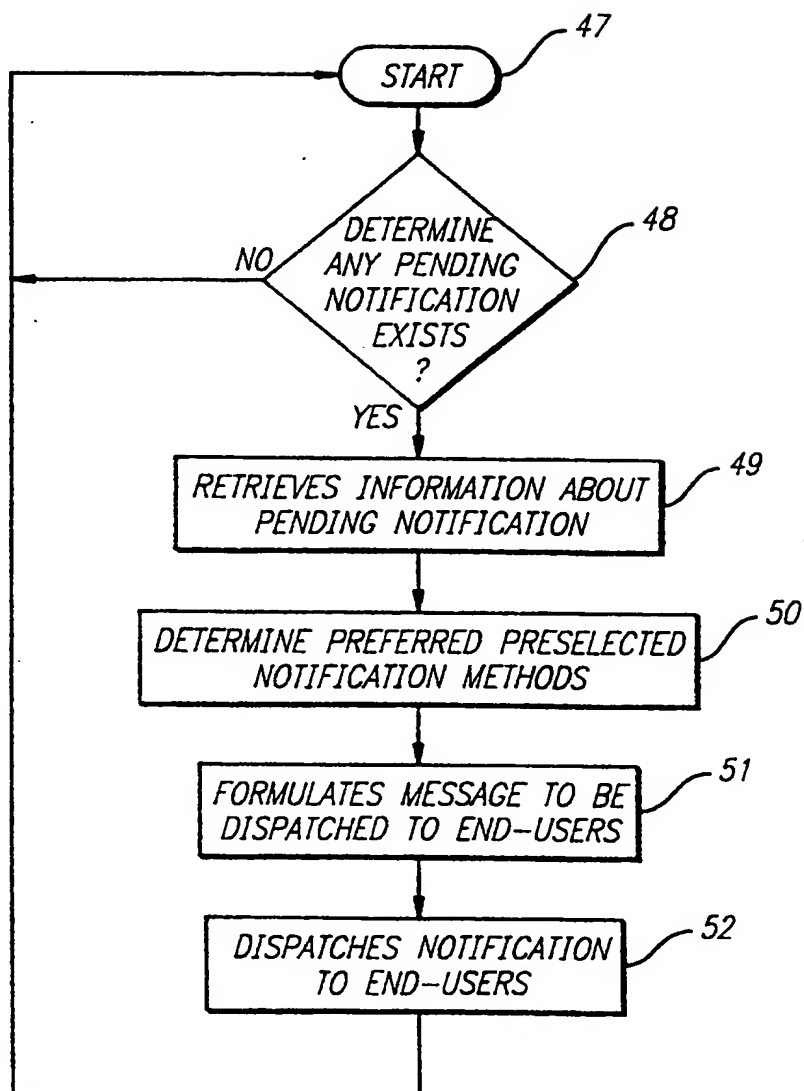 47
START
48
DETERMINE
ANY PENDING
NOTIFICATION
EXISTS
?
NO
YES
49
RETRIEVES INFORMATION ABOUT
PENDING NOTIFICATION
50
DETERMINE PREFERRED PRESELECTED
NOTIFICATION METHODS
51
FORMULATES MESSAGE TO BE
DISPATCHED TO END-USERS
52
DISPATCHES NOTIFICATION
TO END-USERS